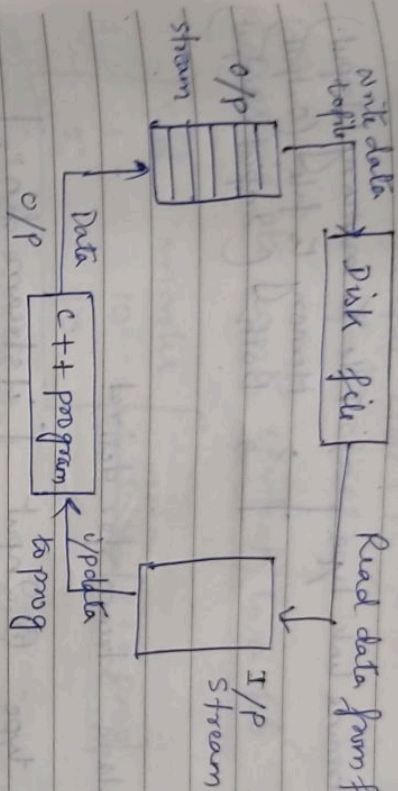 Write data
to file
Disk file
Read data from f
O/P
stream
I/P
Stream
Data
O/P
C++ program
i/p data
to prog